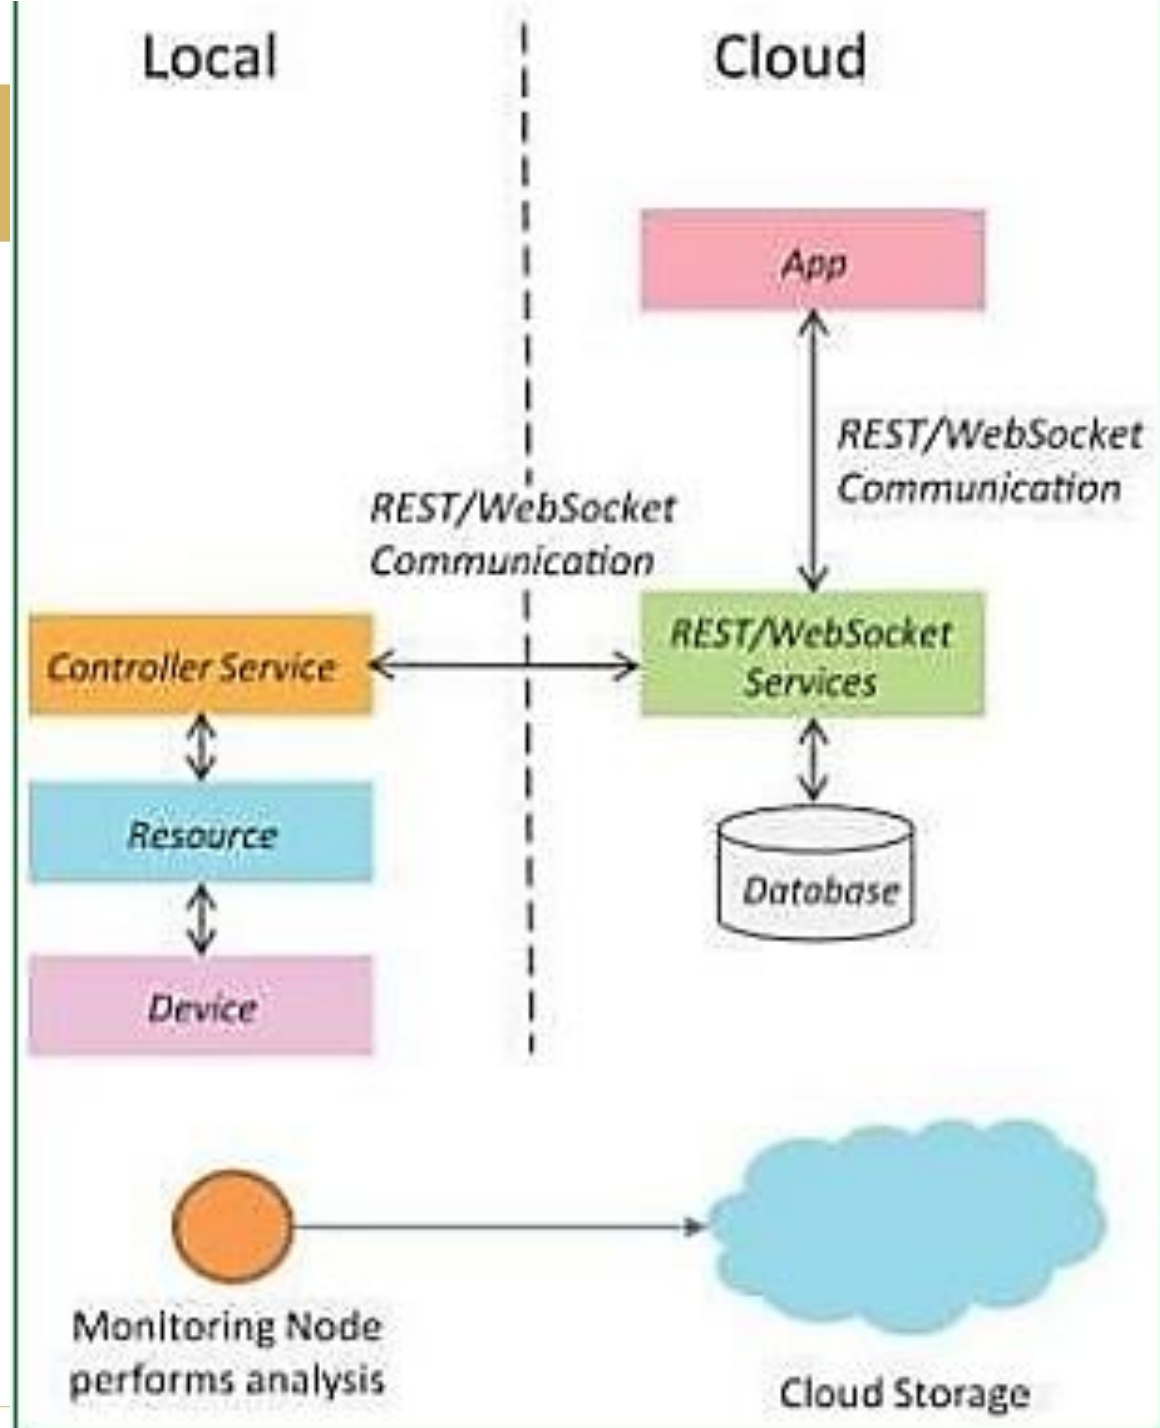 Local
Cloud
App
REST/WebSocket
Communication
REST/WebSocket
Communication
Controller Service
REST/WebSocket
Services
Resource
Database
Device
Monitoring Node
performs analysis
Cloud Storage